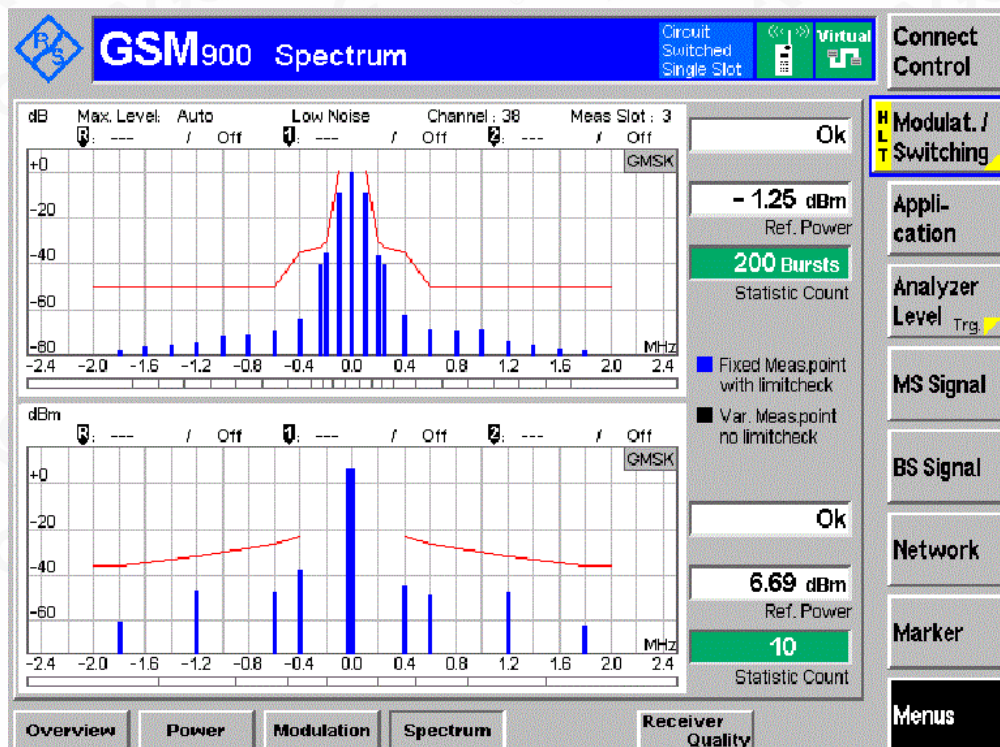 R/S
GSM900 Spectrum
Circuit
Switched
Single Slot
Virtual
Connect
Control
dB Max. Level: Auto Low Noise Channel : 38 Meas Slot : 3
R: --- / Off 1: --- / Off 2: --- / Off
GMSK
+0
-20
-40
-60
-80
MHz
-2.4 -2.0 -1.6 -1.2 -0.8 -0.4 0.0 0.4 0.8 1.2 1.6 2.0 2.4
Ok
- 1.25 dBm
Ref. Power
200 Bursts
Statistic Count
Fixed Meas.point
with limitcheck
Var. Meas.point
no limitcheck
dBm
R: --- / Off 1: --- / Off 2: --- / Off
GMSK
+0
-20
-40
-60
MHz
-2.4 -2.0 -1.6 -1.2 -0.8 -0.4 0.0 0.4 0.8 1.2 1.6 2.0 2.4
Ok
6.69 dBm
Ref. Power
10
Statistic Count
HLT
Modulat. /
Switching
Appli-
cation
Analyzer
Level Trg.
MS Signal
BS Signal
Network
Marker
Menus
Overview
Power
Modulation
Spectrum
Receiver
Quality